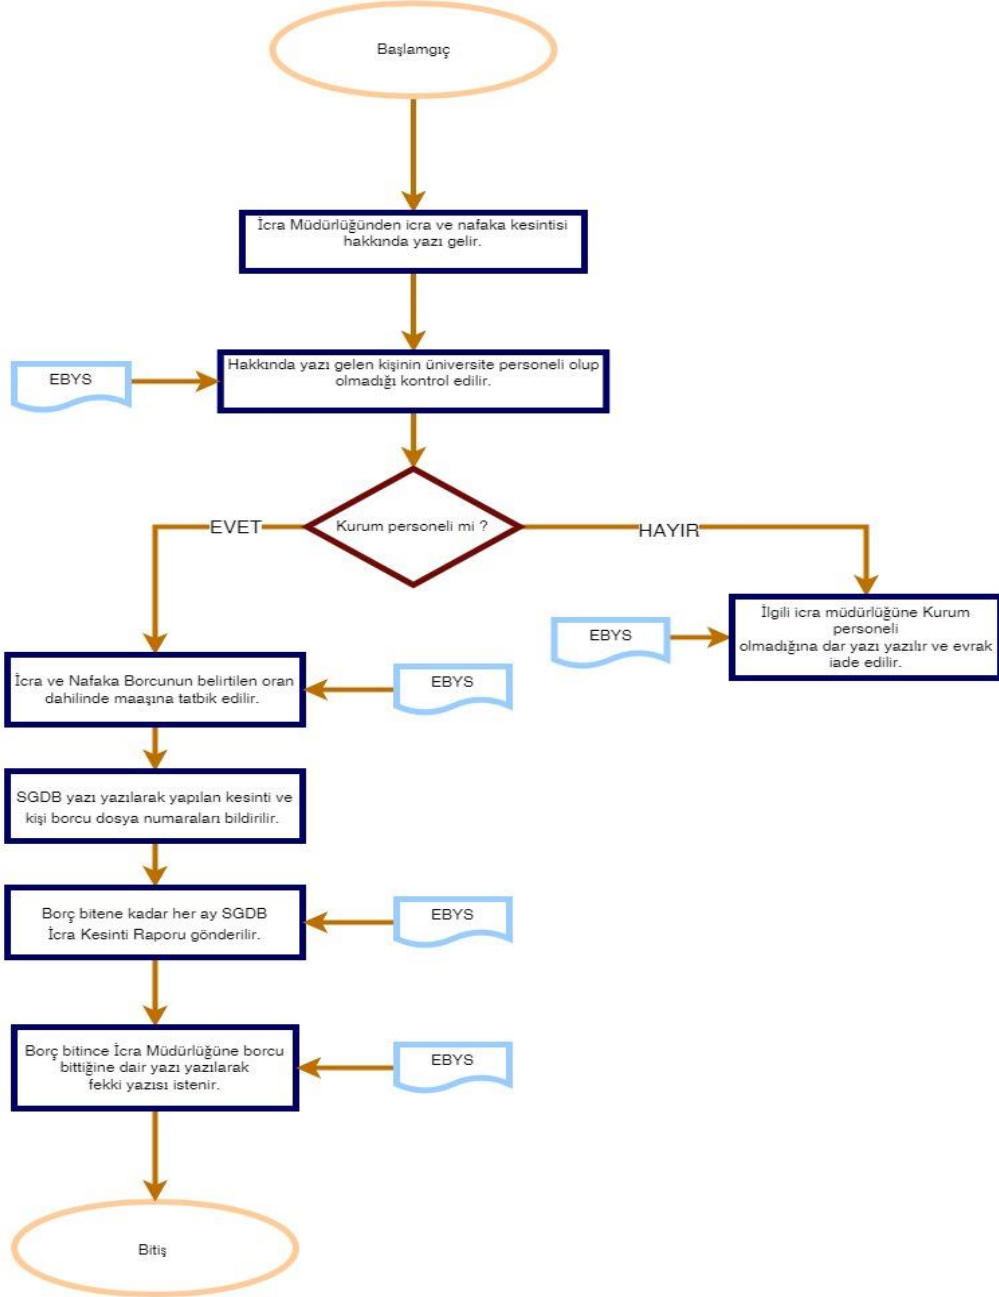 Başlamgıç
İcra Müdürlüğünden icra ve nafaka kesintisi
hakkında yazı gelir.
EBYS
Hakkında yazı gelen kişinin üniversite personeli olup
olmadığı kontrol edilir.
EVET
Kurum personeli mi ?
HAYIR
EBYS
İlgili icra müdürlüğüne Kurum
personeli
olmadığına dar yazı yazılır ve evrak
iade edilir.
İcra ve Nafaka Borcunun belirtilen oran
dahilinde maaşına tatbik edilir.
EBYS
SGDB yazı yazılarak yapılan kesinti ve
kişi borcu dosya numaraları bildirilir.
Borç bitene kadar her ay SGDB
İcra Kesinti Raporu gönderilir.
EBYS
Borç bitince İcra Müdürlüğüne borcu
bittiğine dair yazı yazılarak
fekki yazısı istenir.
EBYS
Bitiş